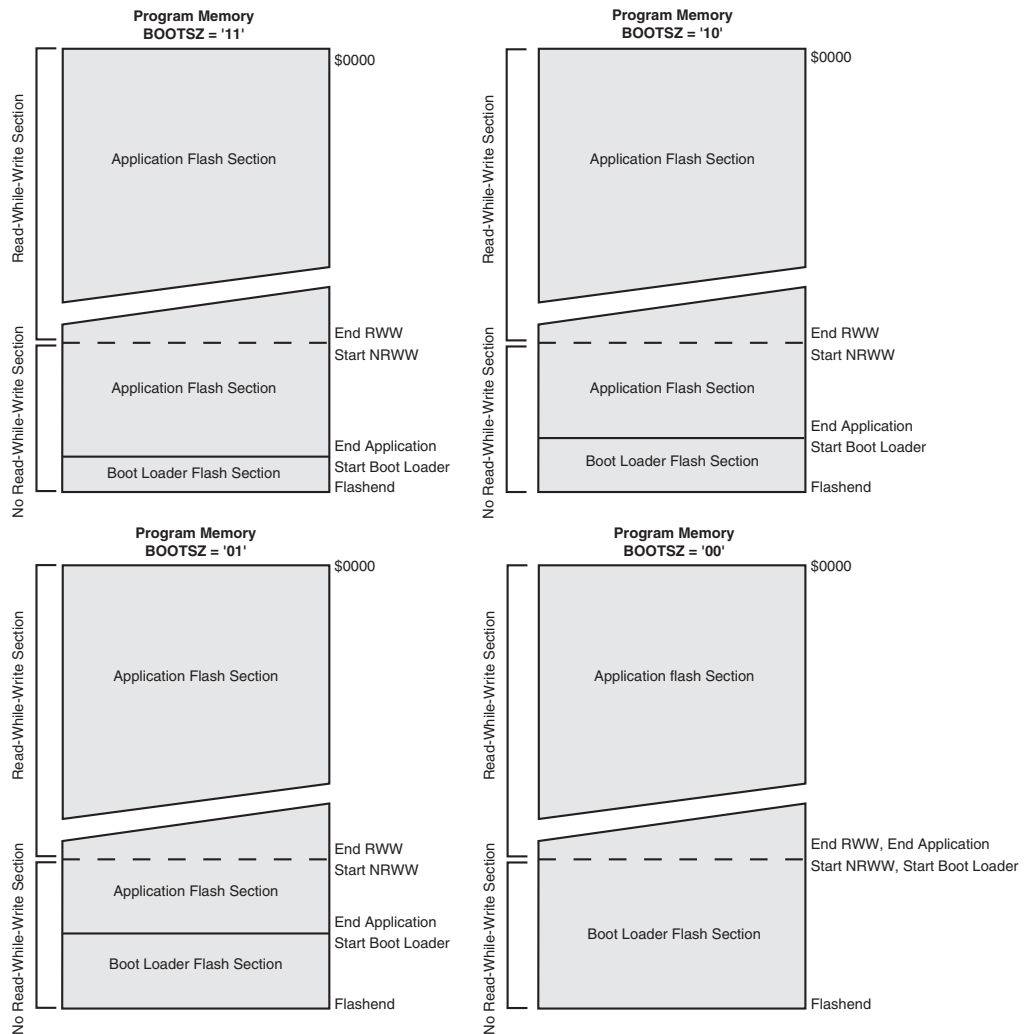 Program Memory
BOOTSZ = '11'
$0000
Read-While-Write Section
Application Flash Section
End RWW
Start NRWW
No Read-While-Write Section
Application Flash Section
End Application
Start Boot Loader
Boot Loader Flash Section
Flashend
Program Memory
BOOTSZ = '10'
$0000
Read-While-Write Section
Application Flash Section
End RWW
Start NRWW
No Read-While-Write Section
Application Flash Section
End Application
Start Boot Loader
Boot Loader Flash Section
Flashend
Program Memory
BOOTSZ = '01'
$0000
Read-While-Write Section
Application Flash Section
End RWW
Start NRWW
No Read-While-Write Section
Application Flash Section
End Application
Start Boot Loader
Boot Loader Flash Section
Flashend
Program Memory
BOOTSZ = '00'
$0000
Read-While-Write Section
Application flash Section
End RWW, End Application
Start NRWW, Start Boot Loader
No Read-While-Write Section
Boot Loader Flash Section
Flashend